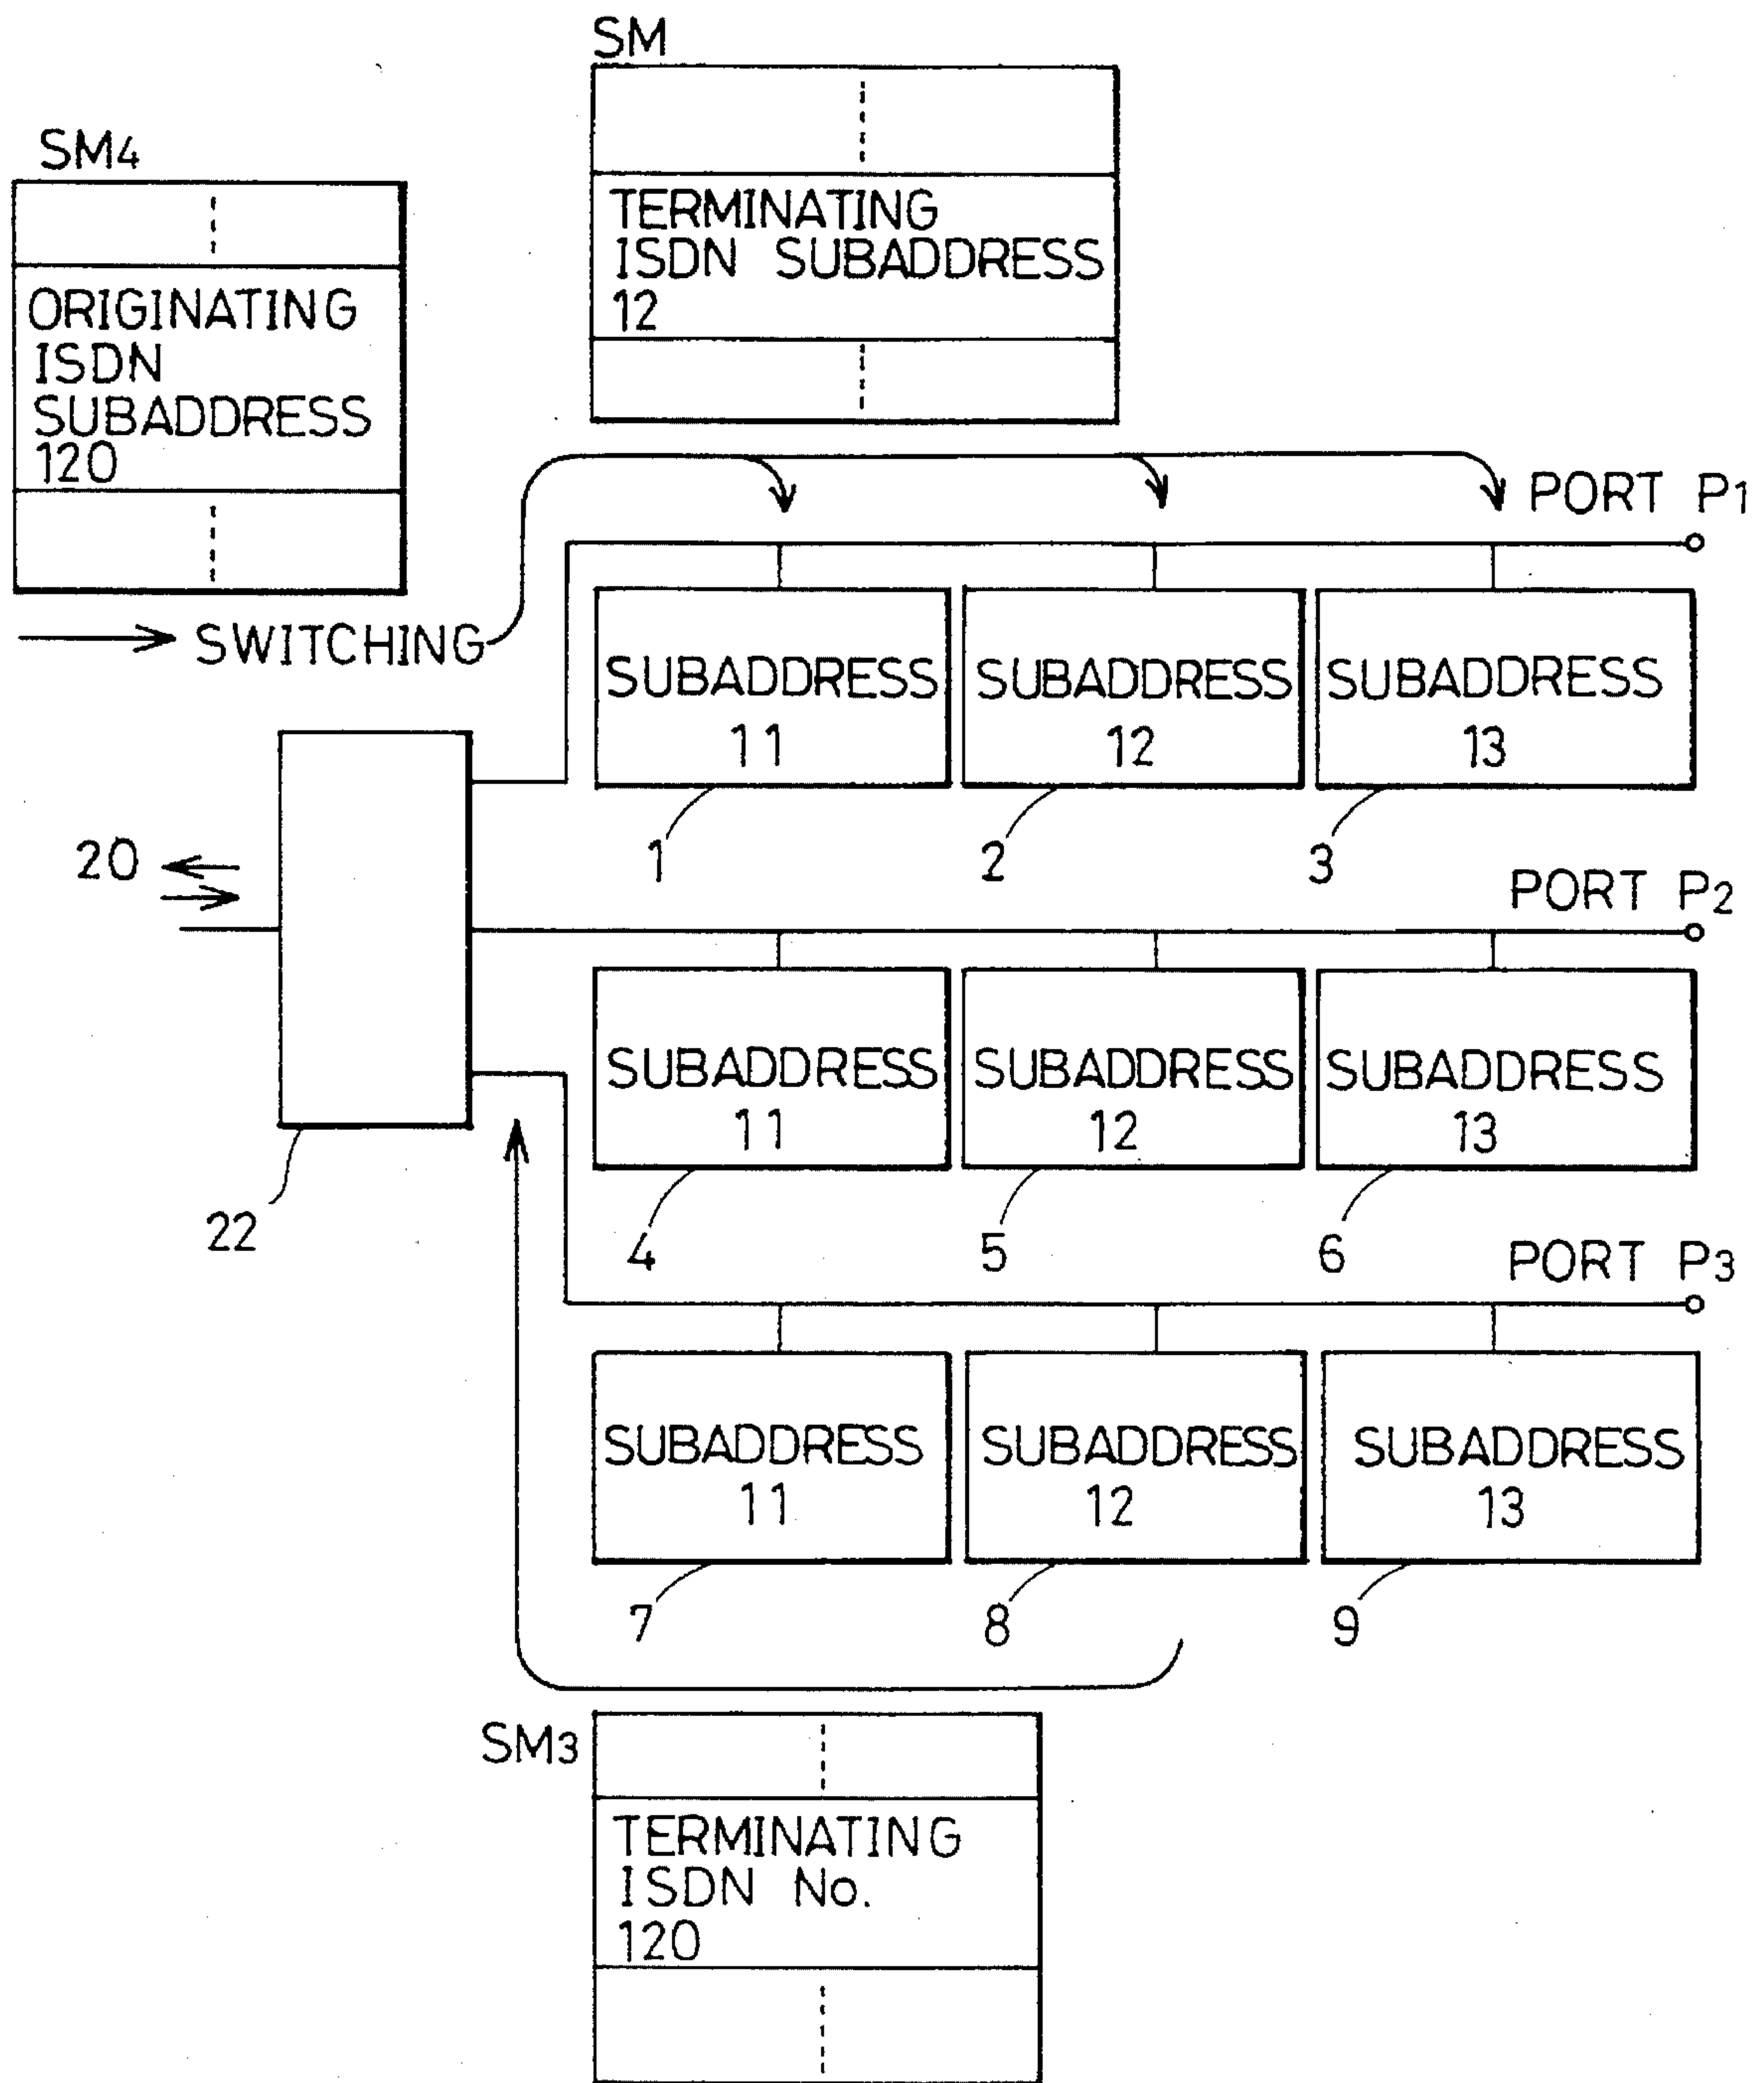 SM
SM4
TERMINATING
ISDN SUBADDRESS
12
ORIGINATING
ISDN
SUBADDRESS
120
PORT P1
SWITCHING
SUBADDRESS
11
SUBADDRESS
12
SUBADDRESS
13
1
2
3
20
PORT P2
SUBADDRESS
11
SUBADDRESS
12
SUBADDRESS
13
22
4
5
6
PORT P3
SUBADDRESS
11
SUBADDRESS
12
SUBADDRESS
13
7
8
9
SM3
TERMINATING
ISDN No.
120